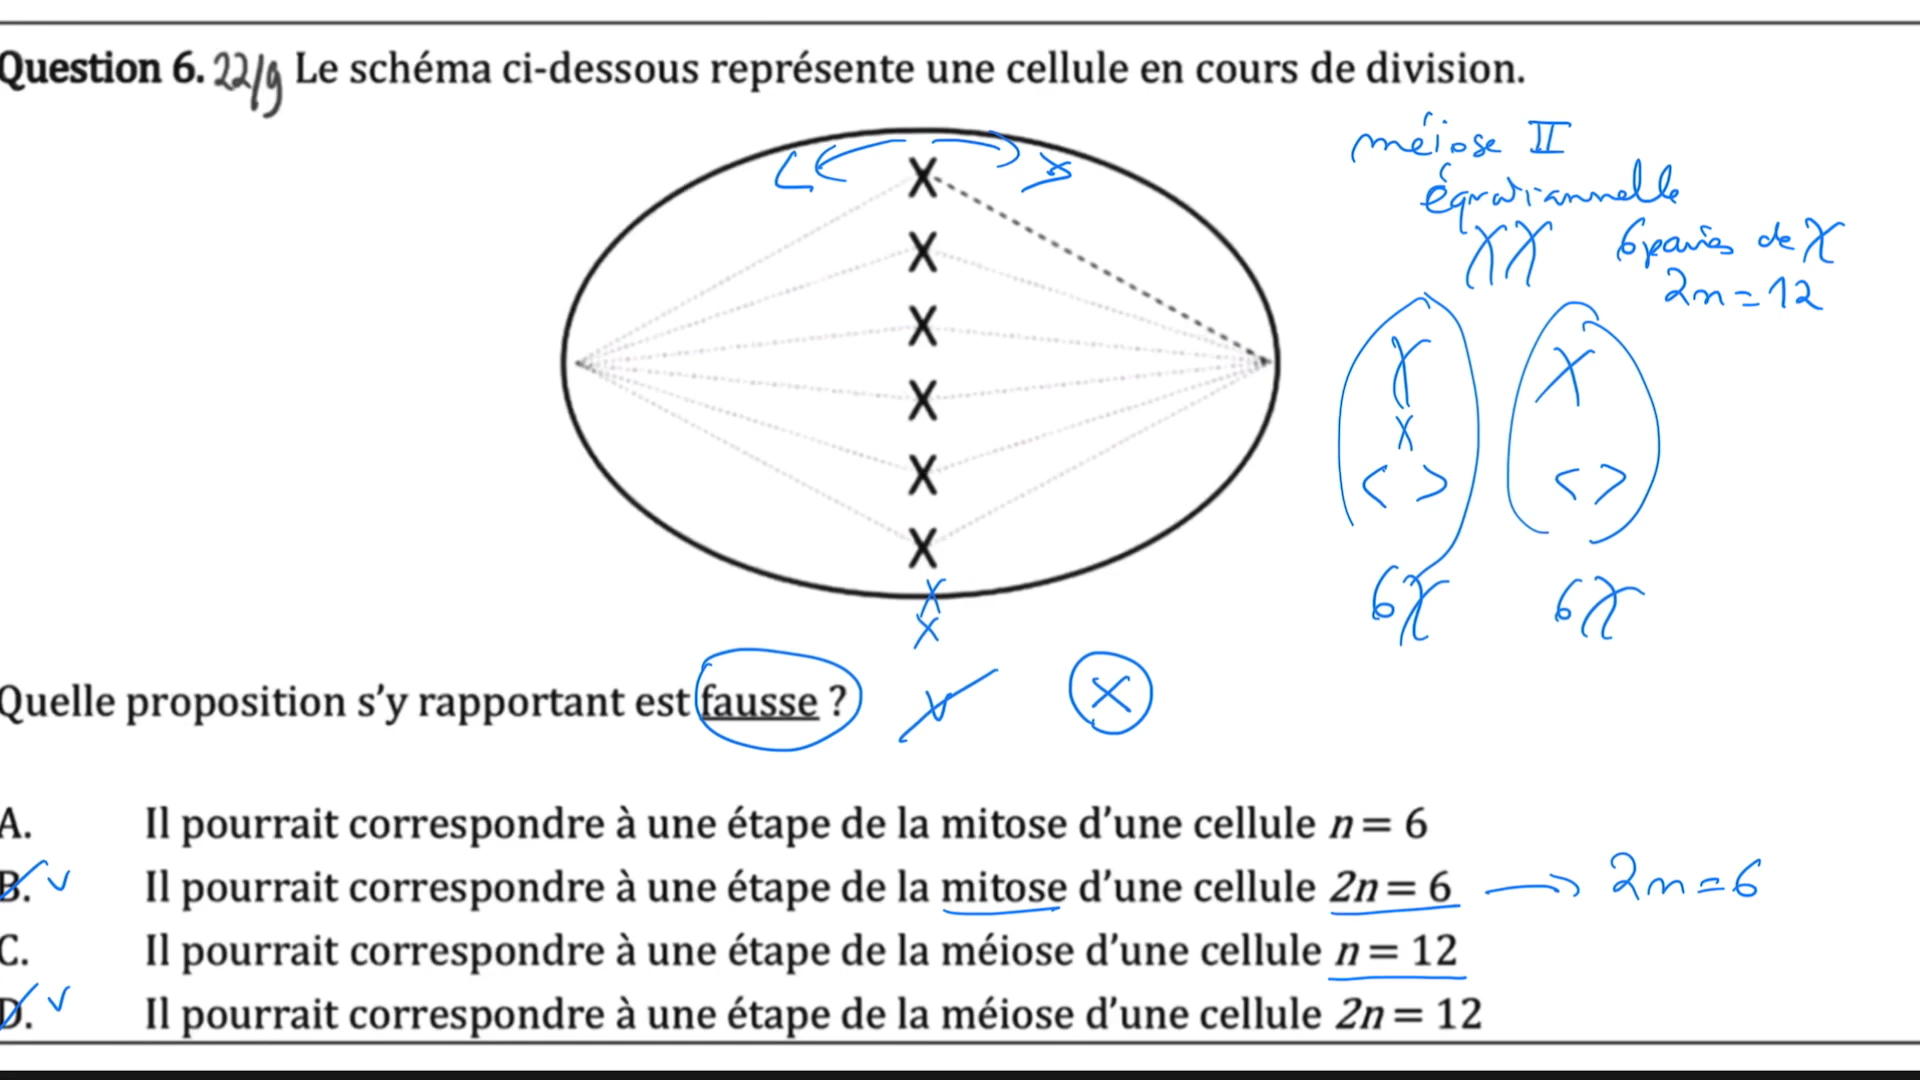 Question 6. 22/9 Le schéma ci-dessous représente une cellule en cours de division.
méiose II
équationnelle
XX 6 paires de X
2n = 12
X X X X X X
X X
X
< > < >
6X 6X
X
X
Quelle proposition s'y rapportant est fausse ? v X
A. Il pourrait correspondre à une étape de la mitose d'une cellule n = 6
B. v Il pourrait correspondre à une étape de la mitose d'une cellule 2n = 6 → 2n = 6
C. Il pourrait correspondre à une étape de la méiose d'une cellule n = 12
D. v Il pourrait correspondre à une étape de la méiose d'une cellule 2n = 12